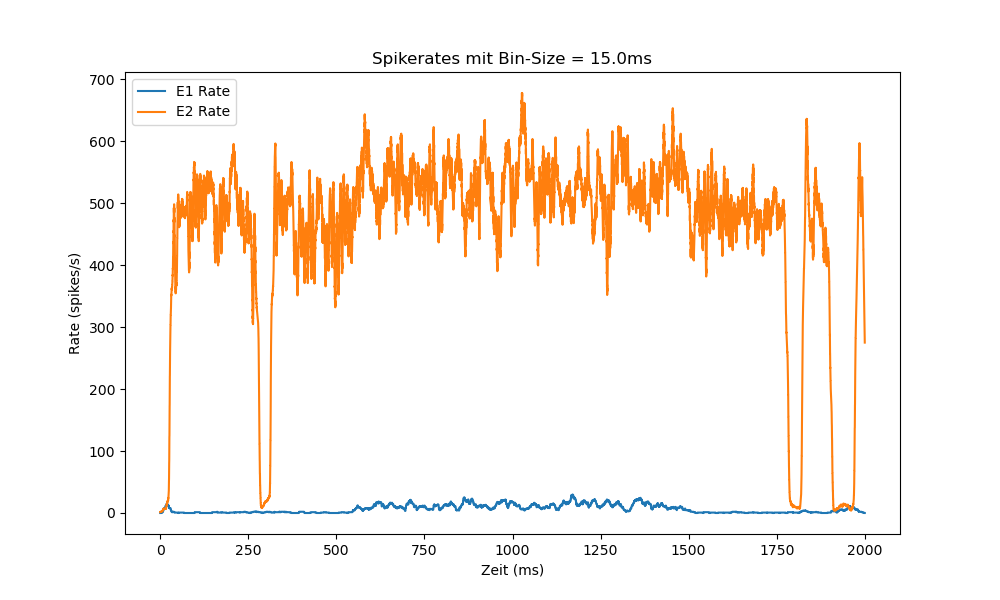 Spikerates mit Bin-Size = 15.0ms
E1 Rate
E2 Rate
Rate (spikes/s)
700
600
500
400
300
200
100
0
0 250 500 750 1000 1250 1500 1750 2000
Zeit (ms)